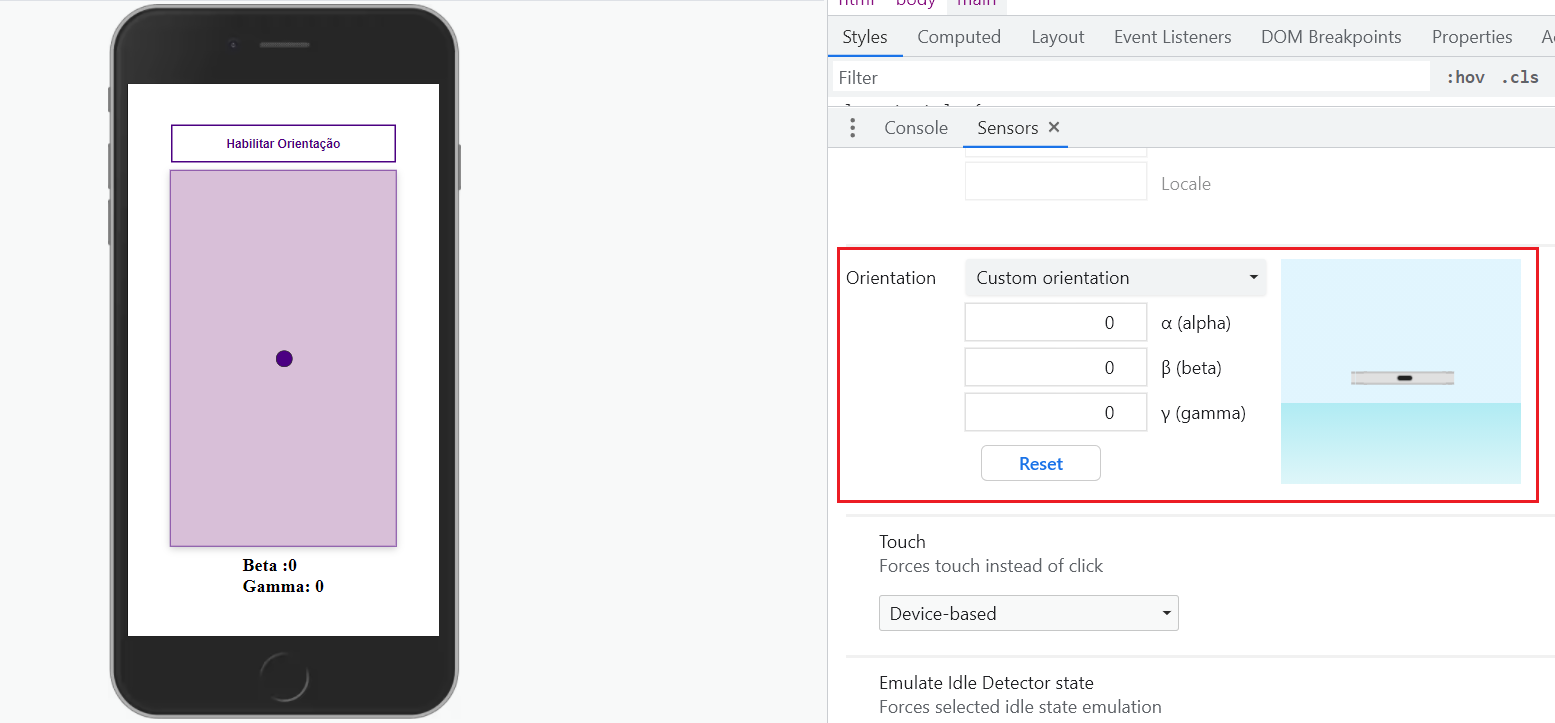 Habilitar Orientação
Beta :0
Gamma: 0
html body main
Styles Computed Layout Event Listeners DOM Breakpoints Properties
Filter :hov .cls
Console Sensors ×
Locale
Orientation Custom orientation
0 α (alpha)
0 β (beta)
0 γ (gamma)
Reset
Touch
Forces touch instead of click
Device-based
Emulate Idle Detector state
Forces selected idle state emulation